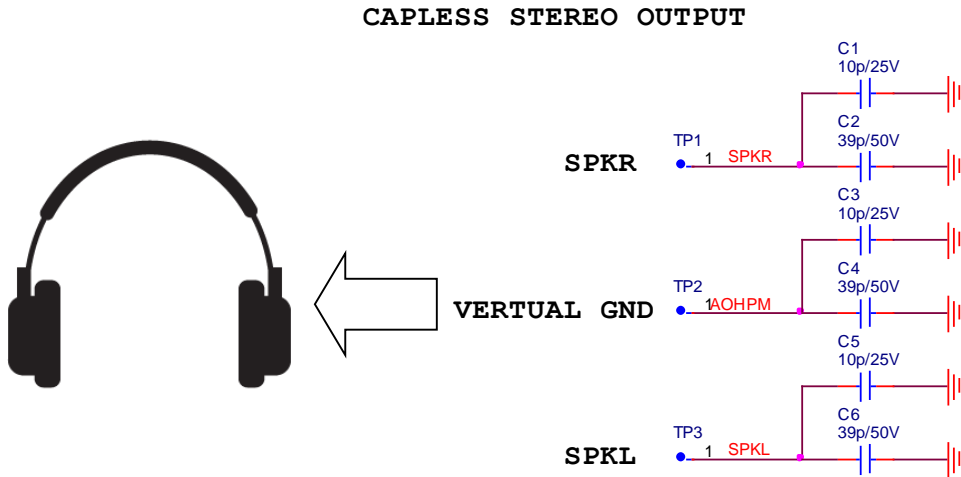 CAPLESS STEREO OUTPUT
C1
10p/25V
C2
39p/50V
TP1
1 SPKR
SPKR
C3
10p/25V
C4
39p/50V
TP2
1 AOHPM
VERTUAL GND
C5
10p/25V
C6
39p/50V
TP3
1 SPKL
SPKL